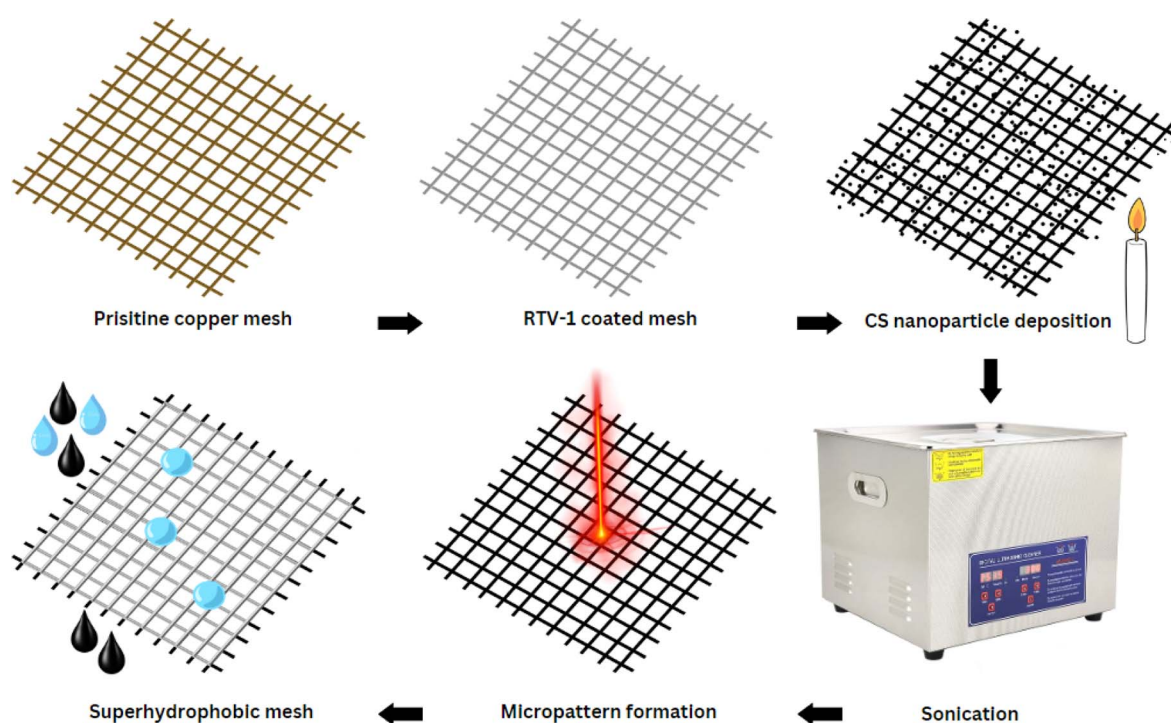 Prisitine copper mesh
RTV-1 coated mesh
CS nanoparticle deposition
Superhydrophobic mesh
Micropattern formation
Sonication